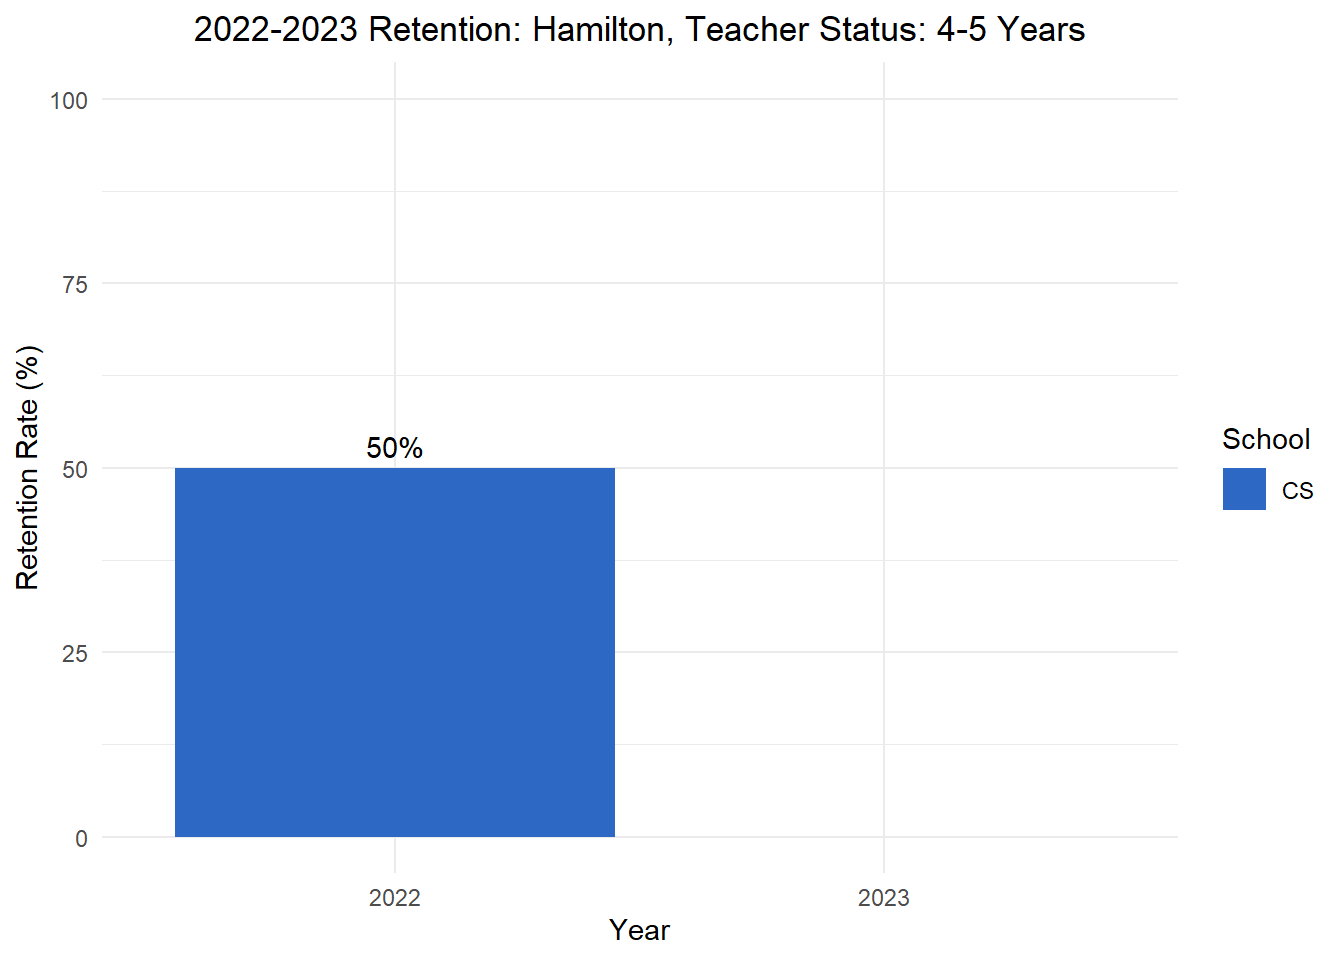 2022-2023 Retention: Hamilton, Teacher Status: 4-5 Years
100
75
50
25
0
Retention Rate (%)
50%
2022
2023
Year
School
CS